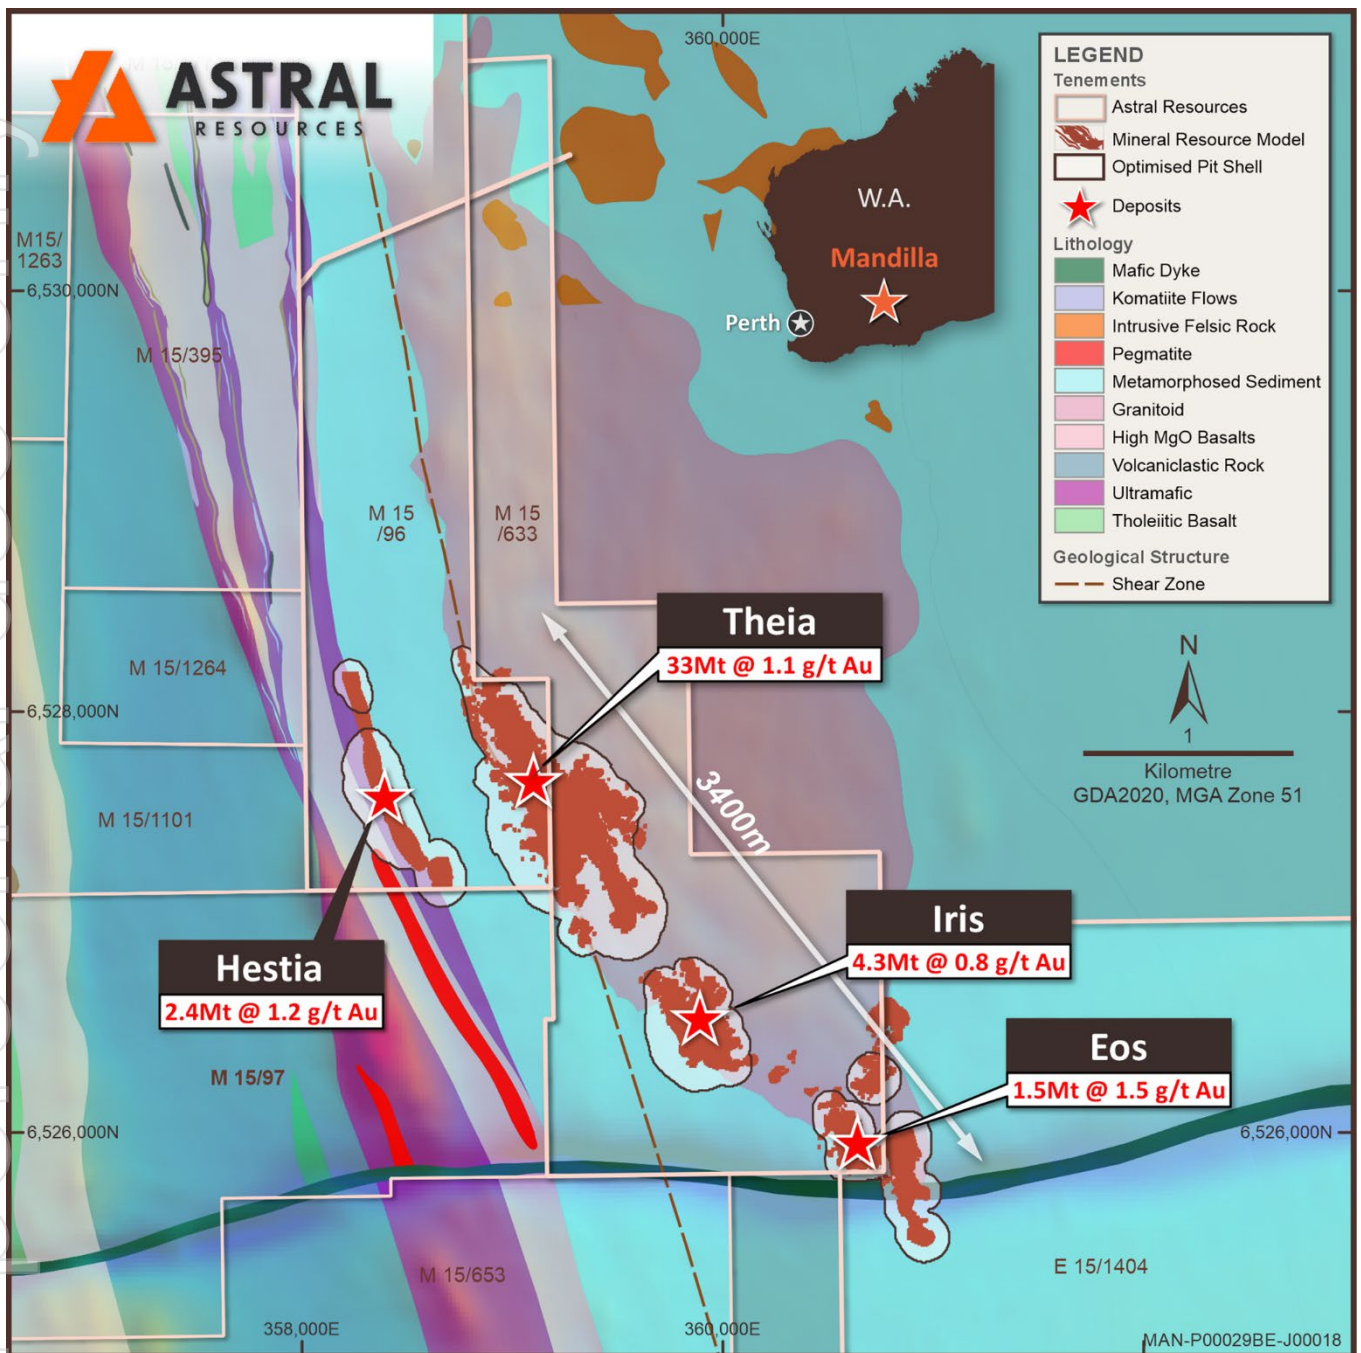 ASTRAL
RESOURCES
360,000E
LEGEND
Tenements
Astral Resources
Mineral Resource Model
Optimised Pit Shell
Deposits
Lithology
Mafic Dyke
Komatiite Flows
Intrusive Felsic Rock
Pegmatite
Metamorphosed Sediment
Granitoid
High MgO Basalts
Volcaniclastic Rock
Ultramafic
Tholeiitic Basalt
Geological Structure
Shear Zone
W.A.
Mandilla
Perth
M15/
1263
6,530,000N
M 15/395
M 15
/96
M 15
/633
Theia
33Mt @ 1.1 g/t Au
M 15/1264
6,528,000N
N
1
Kilometre
GDA2020, MGA Zone 51
3400m
M 15/1101
Hestia
2.4Mt @ 1.2 g/t Au
Iris
4.3Mt @ 0.8 g/t Au
Eos
1.5Mt @ 1.5 g/t Au
M 15/97
6,526,000N
6,526,000N
M 15/653
E 15/1404
358,000E
360,000E
MAN-P00029BE-J00018